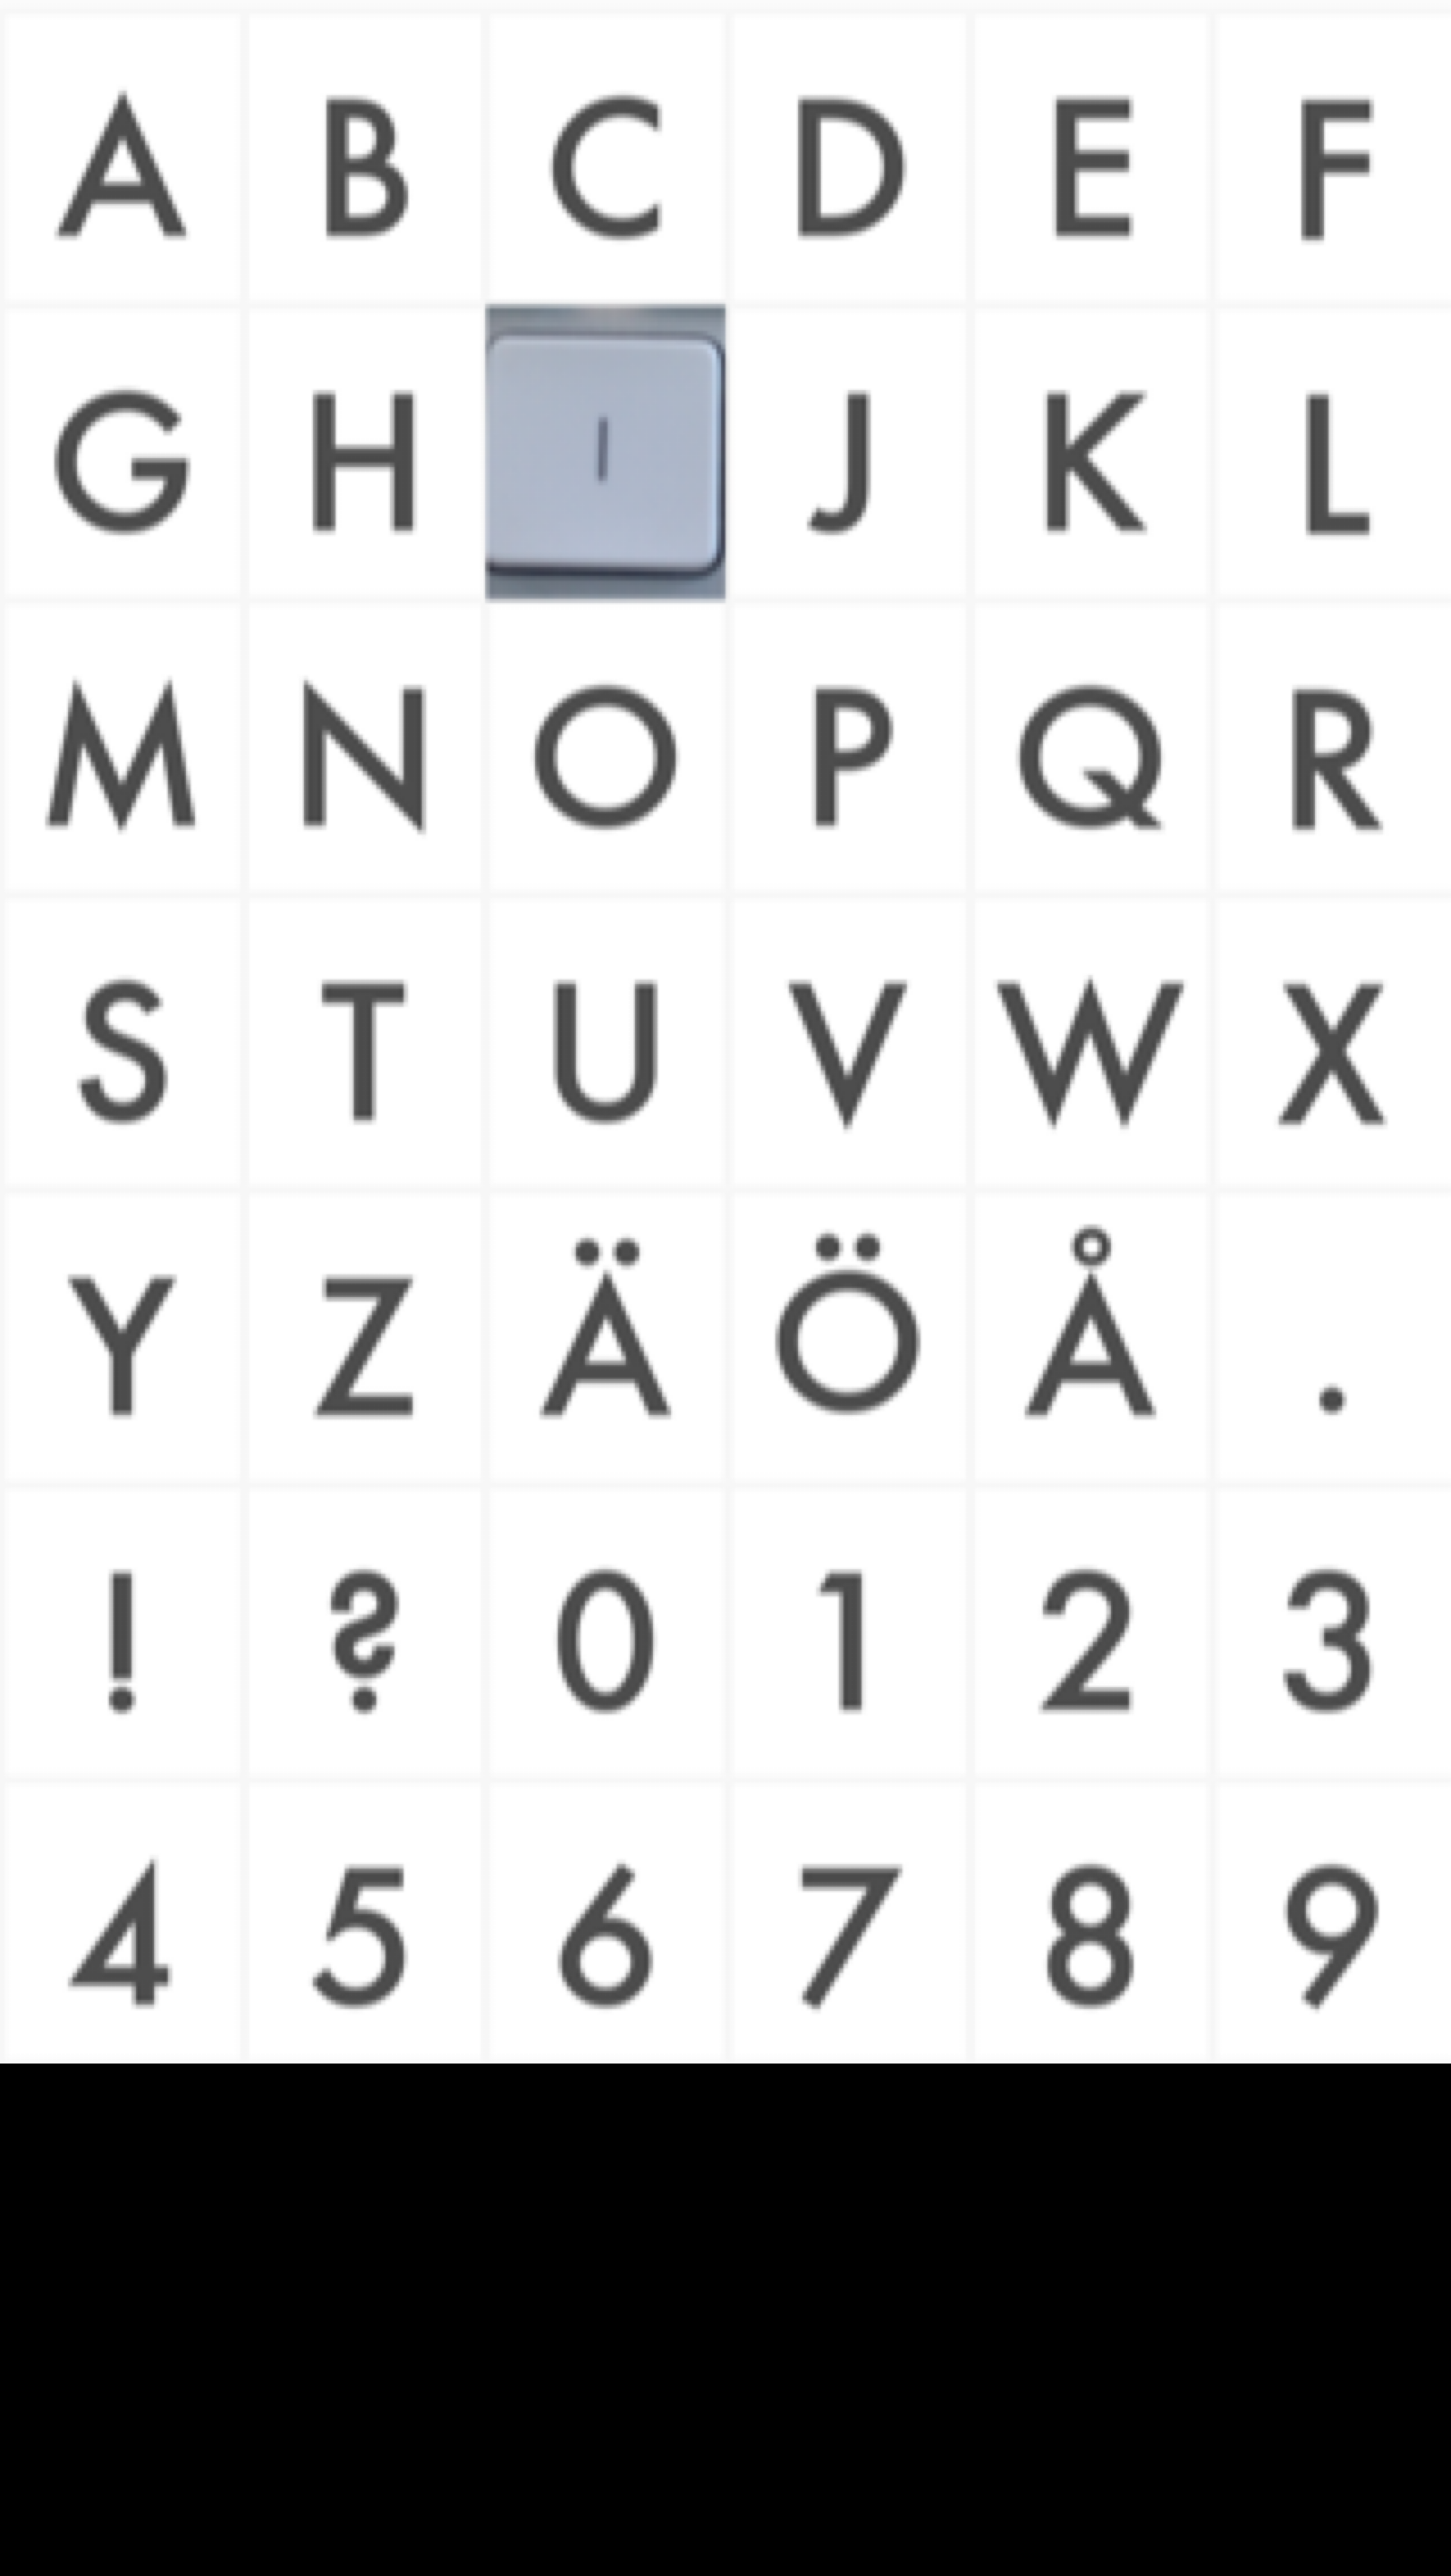 A B C D E F
G H I J K L
M N O P Q R
S T U V W X
Y Z Ä Ö Å .
! ? 0 1 2 3
4 5 6 7 8 9